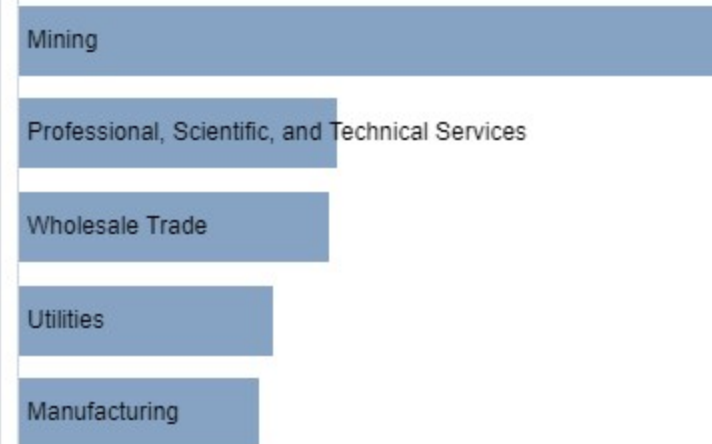 Mining
Professional, Scientific, and Technical Services
Wholesale Trade
Utilities
Manufacturing